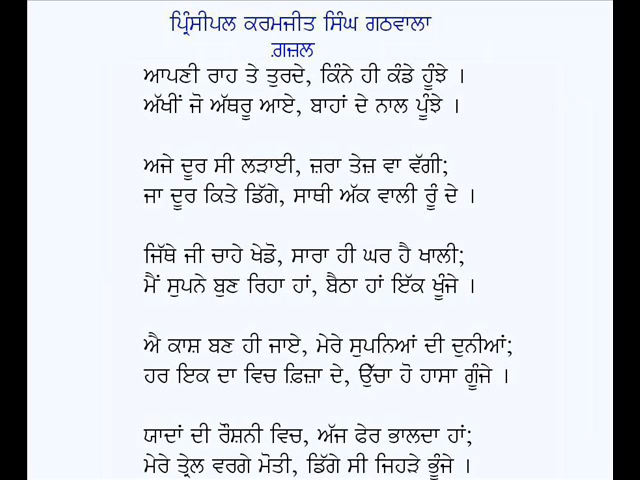 ਪ੍ਰਿੰਸੀਪਲ ਕਰਮਜੀਤ ਸਿੰਘ ਗਠਵਾਲਾ
ਗ਼ਜ਼ਲ
ਆਪਣੀ ਰਾਹ ਤੇ ਤੁਰਦੇ, ਕਿੰਨੇ ਹੀ ਕੰਡੇ ਹੂੰਝੇ ।
ਅੱਖੀਂ ਜੋ ਅੱਥਰੂ ਆਏ, ਬਾਹਾਂ ਦੇ ਨਾਲ ਪੂੰਝੇ ।
ਅਜੇ ਦੂਰ ਸੀ ਲੜਾਈ, ਜ਼ਰਾ ਤੇਜ਼ ਵਾ ਵੱਗੀ;
ਜਾ ਦੂਰ ਕਿਤੇ ਡਿੱਗੇ, ਸਾਥੀ ਅੱਕ ਵਾਲੀ ਰੂੰ ਦੇ ।
ਜਿੱਥੇ ਜੀ ਚਾਹੇ ਖੇਡੋ, ਸਾਰਾ ਹੀ ਘਰ ਹੈ ਖਾਲੀ;
ਮੈਂ ਸੁਪਨੇ ਬੁਣ ਰਿਹਾ ਹਾਂ, ਬੈਠਾ ਹਾਂ ਇੱਕ ਖੂੰਜੇ ।
ਐ ਕਾਸ਼ ਬਣ ਹੀ ਜਾਏ, ਮੇਰੇ ਸੁਪਨਿਆਂ ਦੀ ਦੁਨੀਆਂ;
ਹਰ ਇਕ ਦਾ ਵਿਚ ਫ਼ਿਜ਼ਾ ਦੇ, ਉੱਚਾ ਹੋ ਹਾਸਾ ਗੂੰਜੇ ।
ਯਾਦਾਂ ਦੀ ਰੌਸ਼ਨੀ ਵਿਚ, ਅੱਜ ਫੇਰ ਭਾਲਦਾ ਹਾਂ;
ਮੇਰੇ ਤ੍ਰੇਲ ਵਰਗੇ ਮੋਤੀ, ਡਿੱਗੇ ਸੀ ਜਿਹੜੇ ਭੂੰਜੇ ।